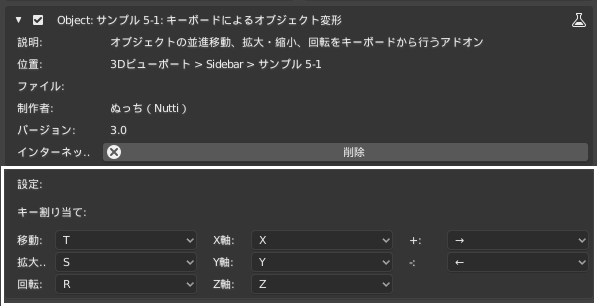 Object: サンプル 5-1: キーボードによるオブジェクト変形
説明: オブジェクトの並進移動、拡大・縮小、回転をキーボードから行うアドオン
位置: 3Dビューポート > Sidebar > サンプル 5-1
ファイル:
制作者: ぬっち ( Nutti )
バージョン: 3.0
インターネッ.. 削除
設定:
キー割り当て:
移動: T X軸: X +: →
拡大.. S Y軸: Y -: ←
回転: R Z軸: Z